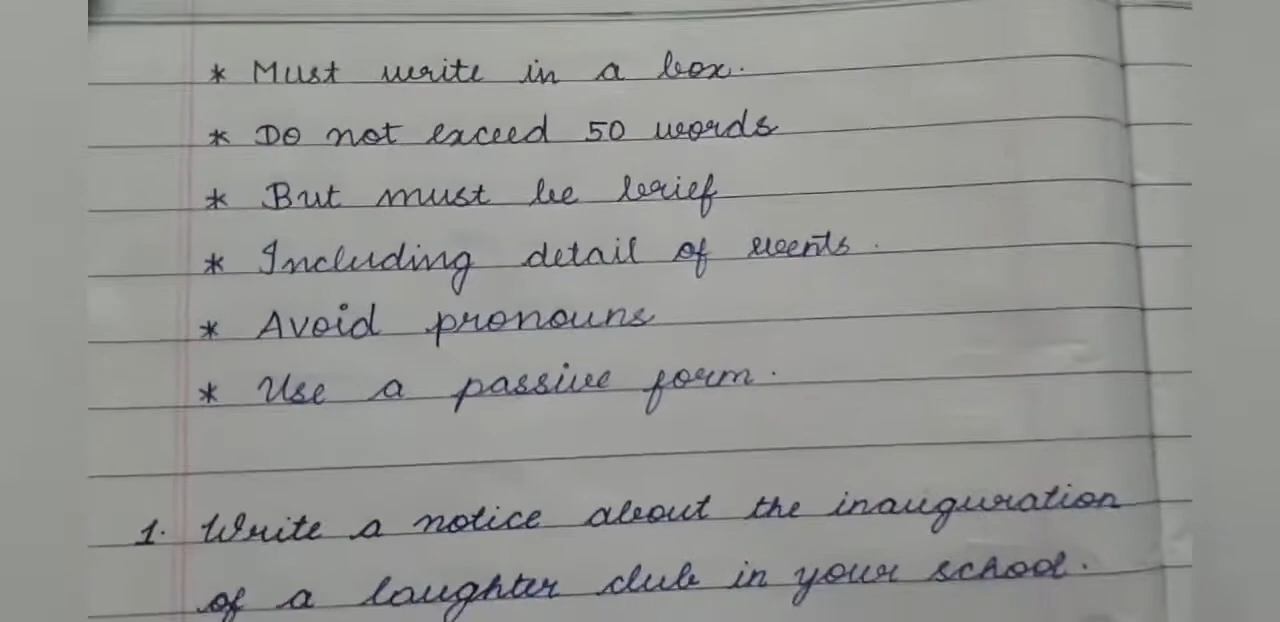 * Must write in a box.
* Do not exceed 50 words
* But must be brief
* Including detail of events.
* Avoid pronouns
* Use a passive form.
1. Write a notice about the inauguration
of a laughter club in your school.